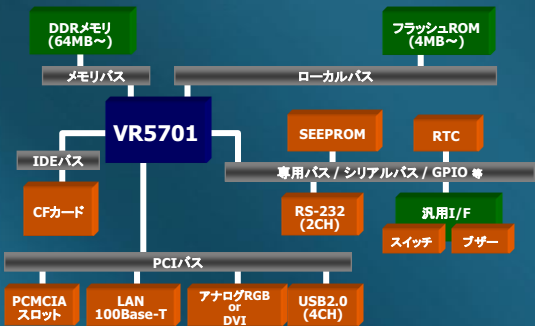 DDRメモリ
(64MB～)
フラッシュROM
(4MB～)
メモリバス
ローカルバス
VR5701
SEEPROM
RTC
IDEバス
専用バス / シリアルバス / GPIO 等
CFカード
RS-232
(2CH)
汎用I/F
スイッチ
ブザー
PCIバス
PCMCIA
スロット
LAN
100Base-T
アナログRGB
or
DVI
USB2.0
(4CH)